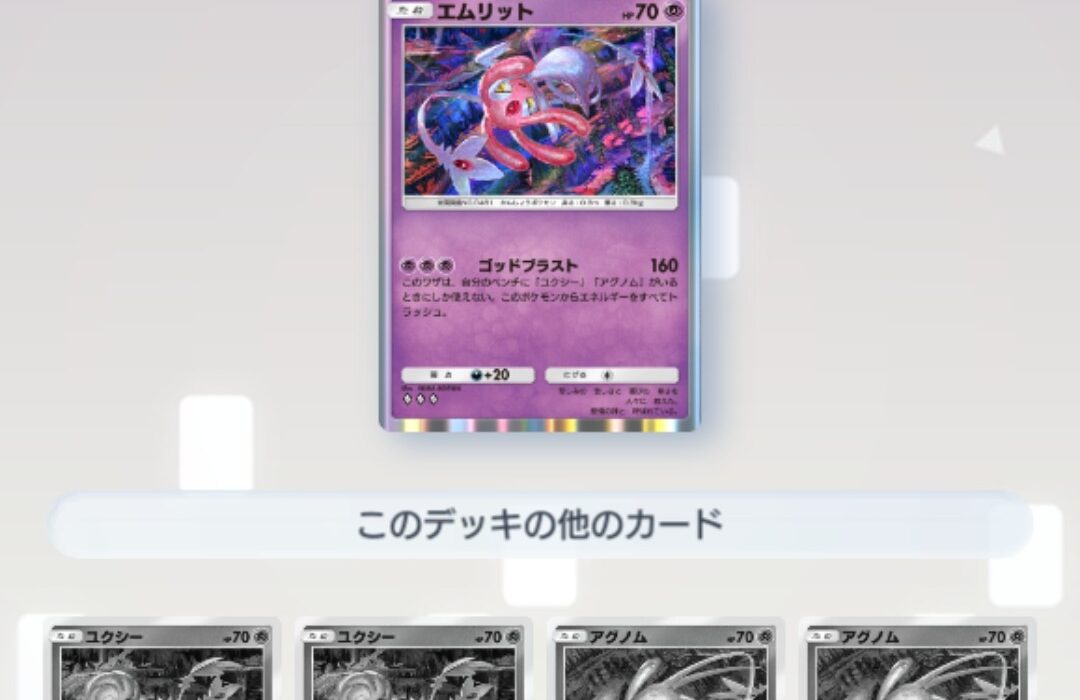 たね エムリット HP70
ゴッドブラスト 160
このワザは、自分のベンチに「ユクシー」「アグノム」がいる
ときにしか使えない。このポケモンからエネルギーをすべてト
ラッシュ。
弱点 +20 にげる
このデッキの他のカード
たね ユクシー HP70 たね ユクシー HP70 たね アグノム HP70 たね アグノム HP70